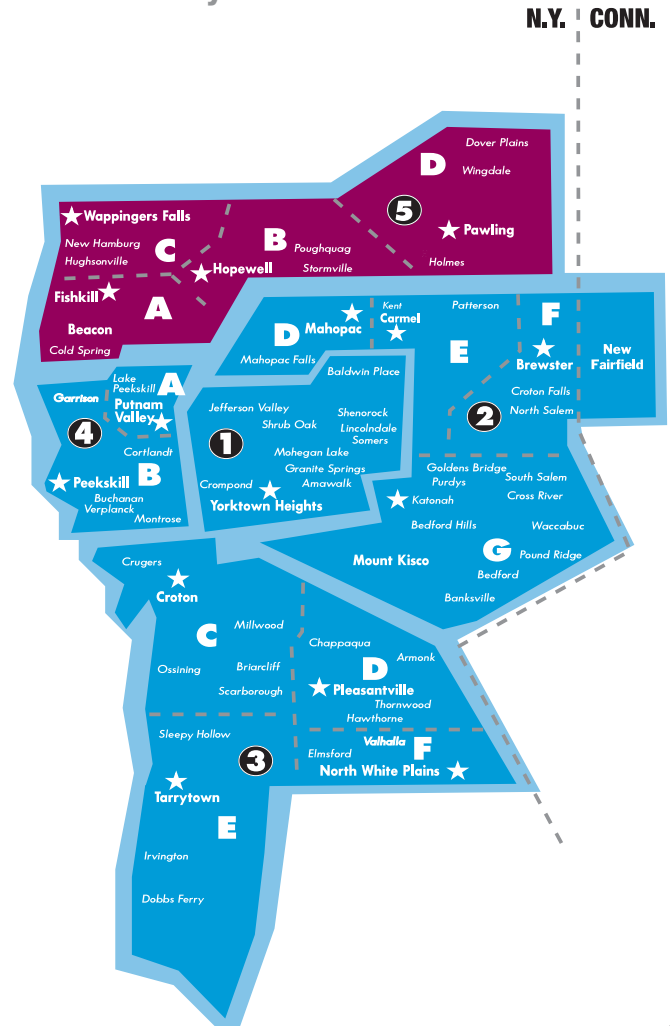 N.Y. CONN.
Dover Plains
D
Wingdale
5
Wappingers Falls
Pawling
New Hamburg
C
B
Poughquag
Hughsonville
Hopewell
Stormville
Holmes
Fishkill
A
Beacon
Cold Spring
D
Mahopac
Kent
Carmel
Patterson
F
Mahopac Falls
E
Brewster
New
Fairfield
Baldwin Place
Croton Falls
North Salem
2
Lake
Peekskill
A
Garrison
Putnam
Valley
4
Cortlandt
Peekskill
B
Buchanan
Verplanck
Montrose
Jefferson Valley
Shrub Oak
Shenorock
Lincolndale
Somers
1
Mohegan Lake
Granite Springs
Crompond
Amawalk
Yorktown Heights
Goldens Bridge
Purdys
South Salem
Katonah
Cross River
Bedford Hills
Waccabuc
Mount Kisco
G
Pound Ridge
Bedford
Banksville
Crugers
Croton
C
Millwood
Ossining
Briarcliff
Scarborough
Chappaqua
Armonk
D
Pleasantville
Thornwood
Hawthorne
Sleepy Hollow
3
Valhalla
Elmsford
F
North White Plains
Tarrytown
E
Irvington
Dobbs Ferry